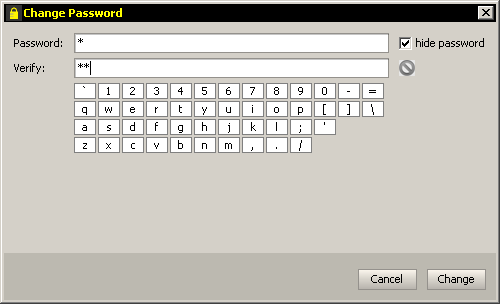 Change Password
Password: * hide password
Verify: **
` 1 2 3 4 5 6 7 8 9 0 - =
q w e r t y u i o p [ ] \
a s d f g h j k l ; '
z x c v b n m , . /
Cancel Change